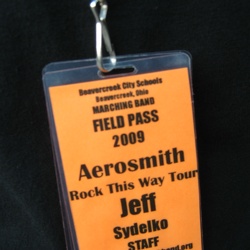 Beavercreek City Schools
Beavercreek, Ohio
MARCHING BAND
FIELD PASS
2009
Aerosmith
Rock This Way Tour
Jeff
Sydelko
STAFF